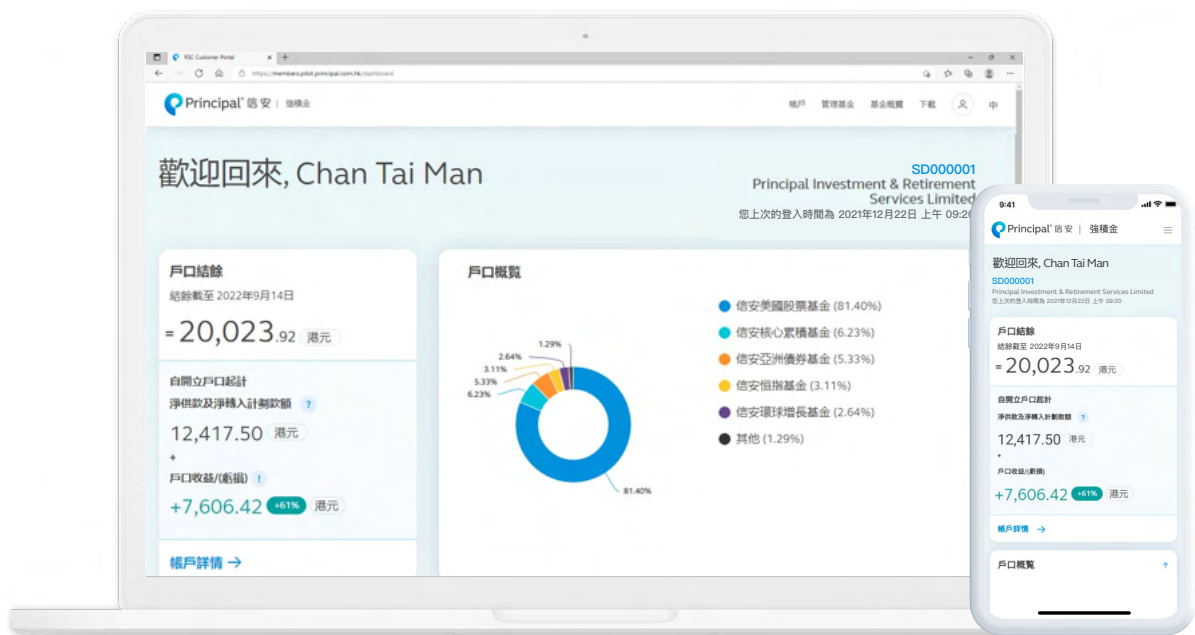 RSC Customer Portal
https://members.pilot.principal.com.hk/dashboard
Principal® 信安 | 強積金
帳戶 管理基金 基金概覽 下載 中
歡迎回來, Chan Tai Man
SD000001
Principal Investment & Retirement
Services Limited
您上次的登入時間為 2021年12月22日 上午 09:20
戶口結餘
結餘截至 2022年9月14日
= 20,023.92 港元
自開立戶口起計
淨供款及淨轉入計劃款額 ?
12,417.50 港元
+
戶口收益/(虧損) !
+7,606.42 +61% 港元
帳戶詳情 →
戶口概覽
1.29%
2.64%
3.11%
5.33%
6.23%
81.40%
信安美國股票基金 (81.40%)
信安核心累積基金 (6.23%)
信安亞洲債券基金 (5.33%)
信安恒指基金 (3.11%)
信安環球增長基金 (2.64%)
其他 (1.29%)
9:41
Principal® 信安 | 強積金
歡迎回來, Chan Tai Man
SD000001
Principal Investment & Retirement Services Limited
您上次的登入時間為 2021年12月22日 上午 09:20
戶口結餘
結餘截至 2022年9月14日
= 20,023.92 港元
自開立戶口起計
淨供款及淨轉入計劃款額 ?
12,417.50 港元
+
戶口收益/(虧損)
+7,606.42 +61% 港元
帳戶詳情 →
戶口概覽 ↑